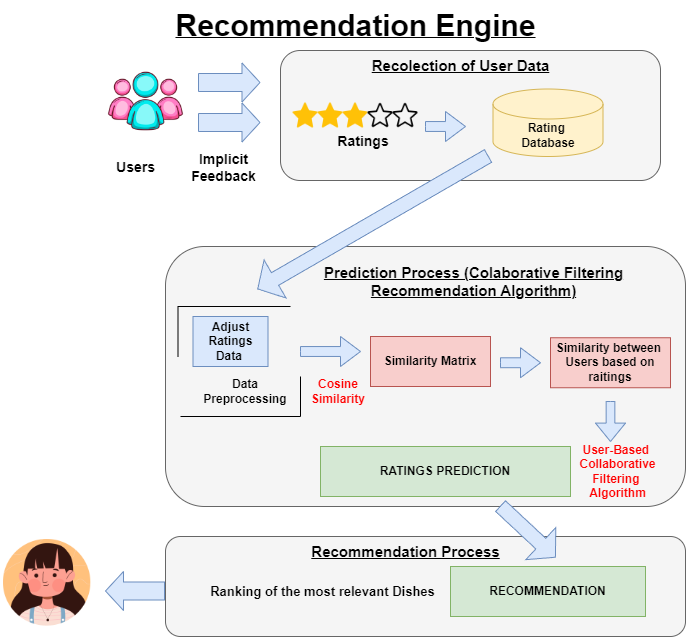 Recommendation Engine
Recolection of User Data
Users
Implicit
Feedback
Ratings
Rating
Database
Prediction Process (Colaborative Filtering
Recommendation Algorithm)
Adjust
Ratings
Data
Data
Preprocessing
Cosine
Similarity
Similarity Matrix
Similarity between
Users based on
raitings
User-Based
Collaborative
Filtering
Algorithm
RATINGS PREDICTION
Recommendation Process
Ranking of the most relevant Dishes
RECOMMENDATION